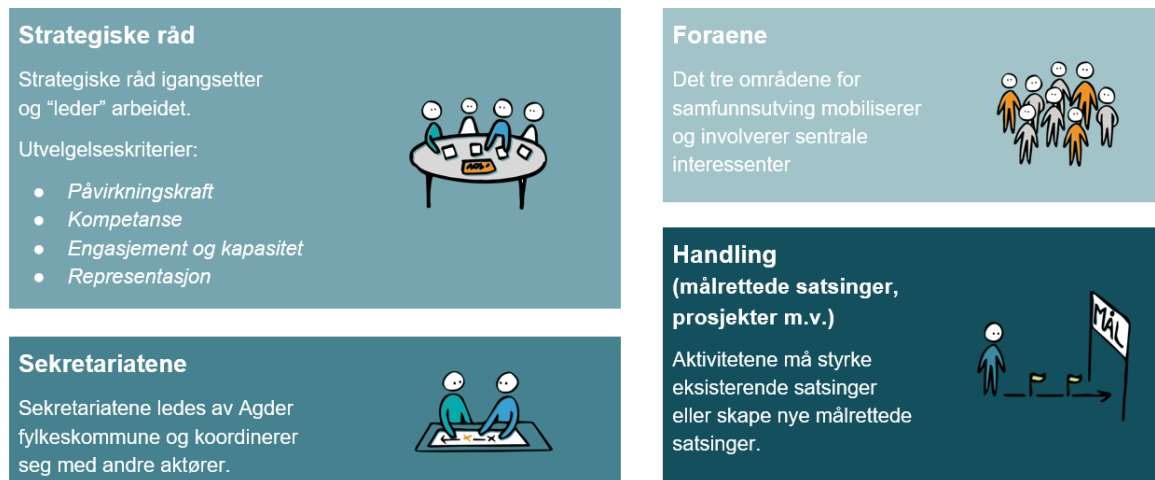 Strategiske råd
Strategiske råd igangsetter
og “leder” arbeidet.
Utvelgelseskriterier:
● Påvirkningskraft
● Kompetanse
● Engasjement og kapasitet
● Representasjon
Sekretariatene
Sekretariatene ledes av Agder
fylkeskommune og koordinerer
seg med andre aktører.
Foraene
Det tre områdene for
samfunnsutving mobiliserer
og involverer sentrale
interessenter
Handling
(målrettede satsinger,
prosjekter m.v.)
Aktivitetene må styrke
eksisterende satsinger
eller skape nye målrettede
satsinger.
MÅL